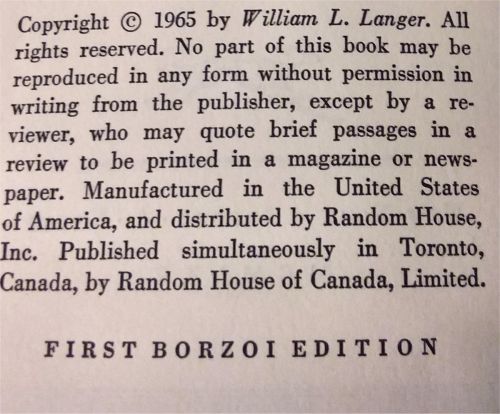 Copyright © 1965 by William L. Langer. All
rights reserved. No part of this book may be
reproduced in any form without permission in
writing from the publisher, except by a re-
viewer, who may quote brief passages in a
review to be printed in a magazine or news-
paper. Manufactured in the United States
of America, and distributed by Random House,
Inc. Published simultaneously in Toronto,
Canada, by Random House of Canada, Limited.
FIRST BORZOI EDITION